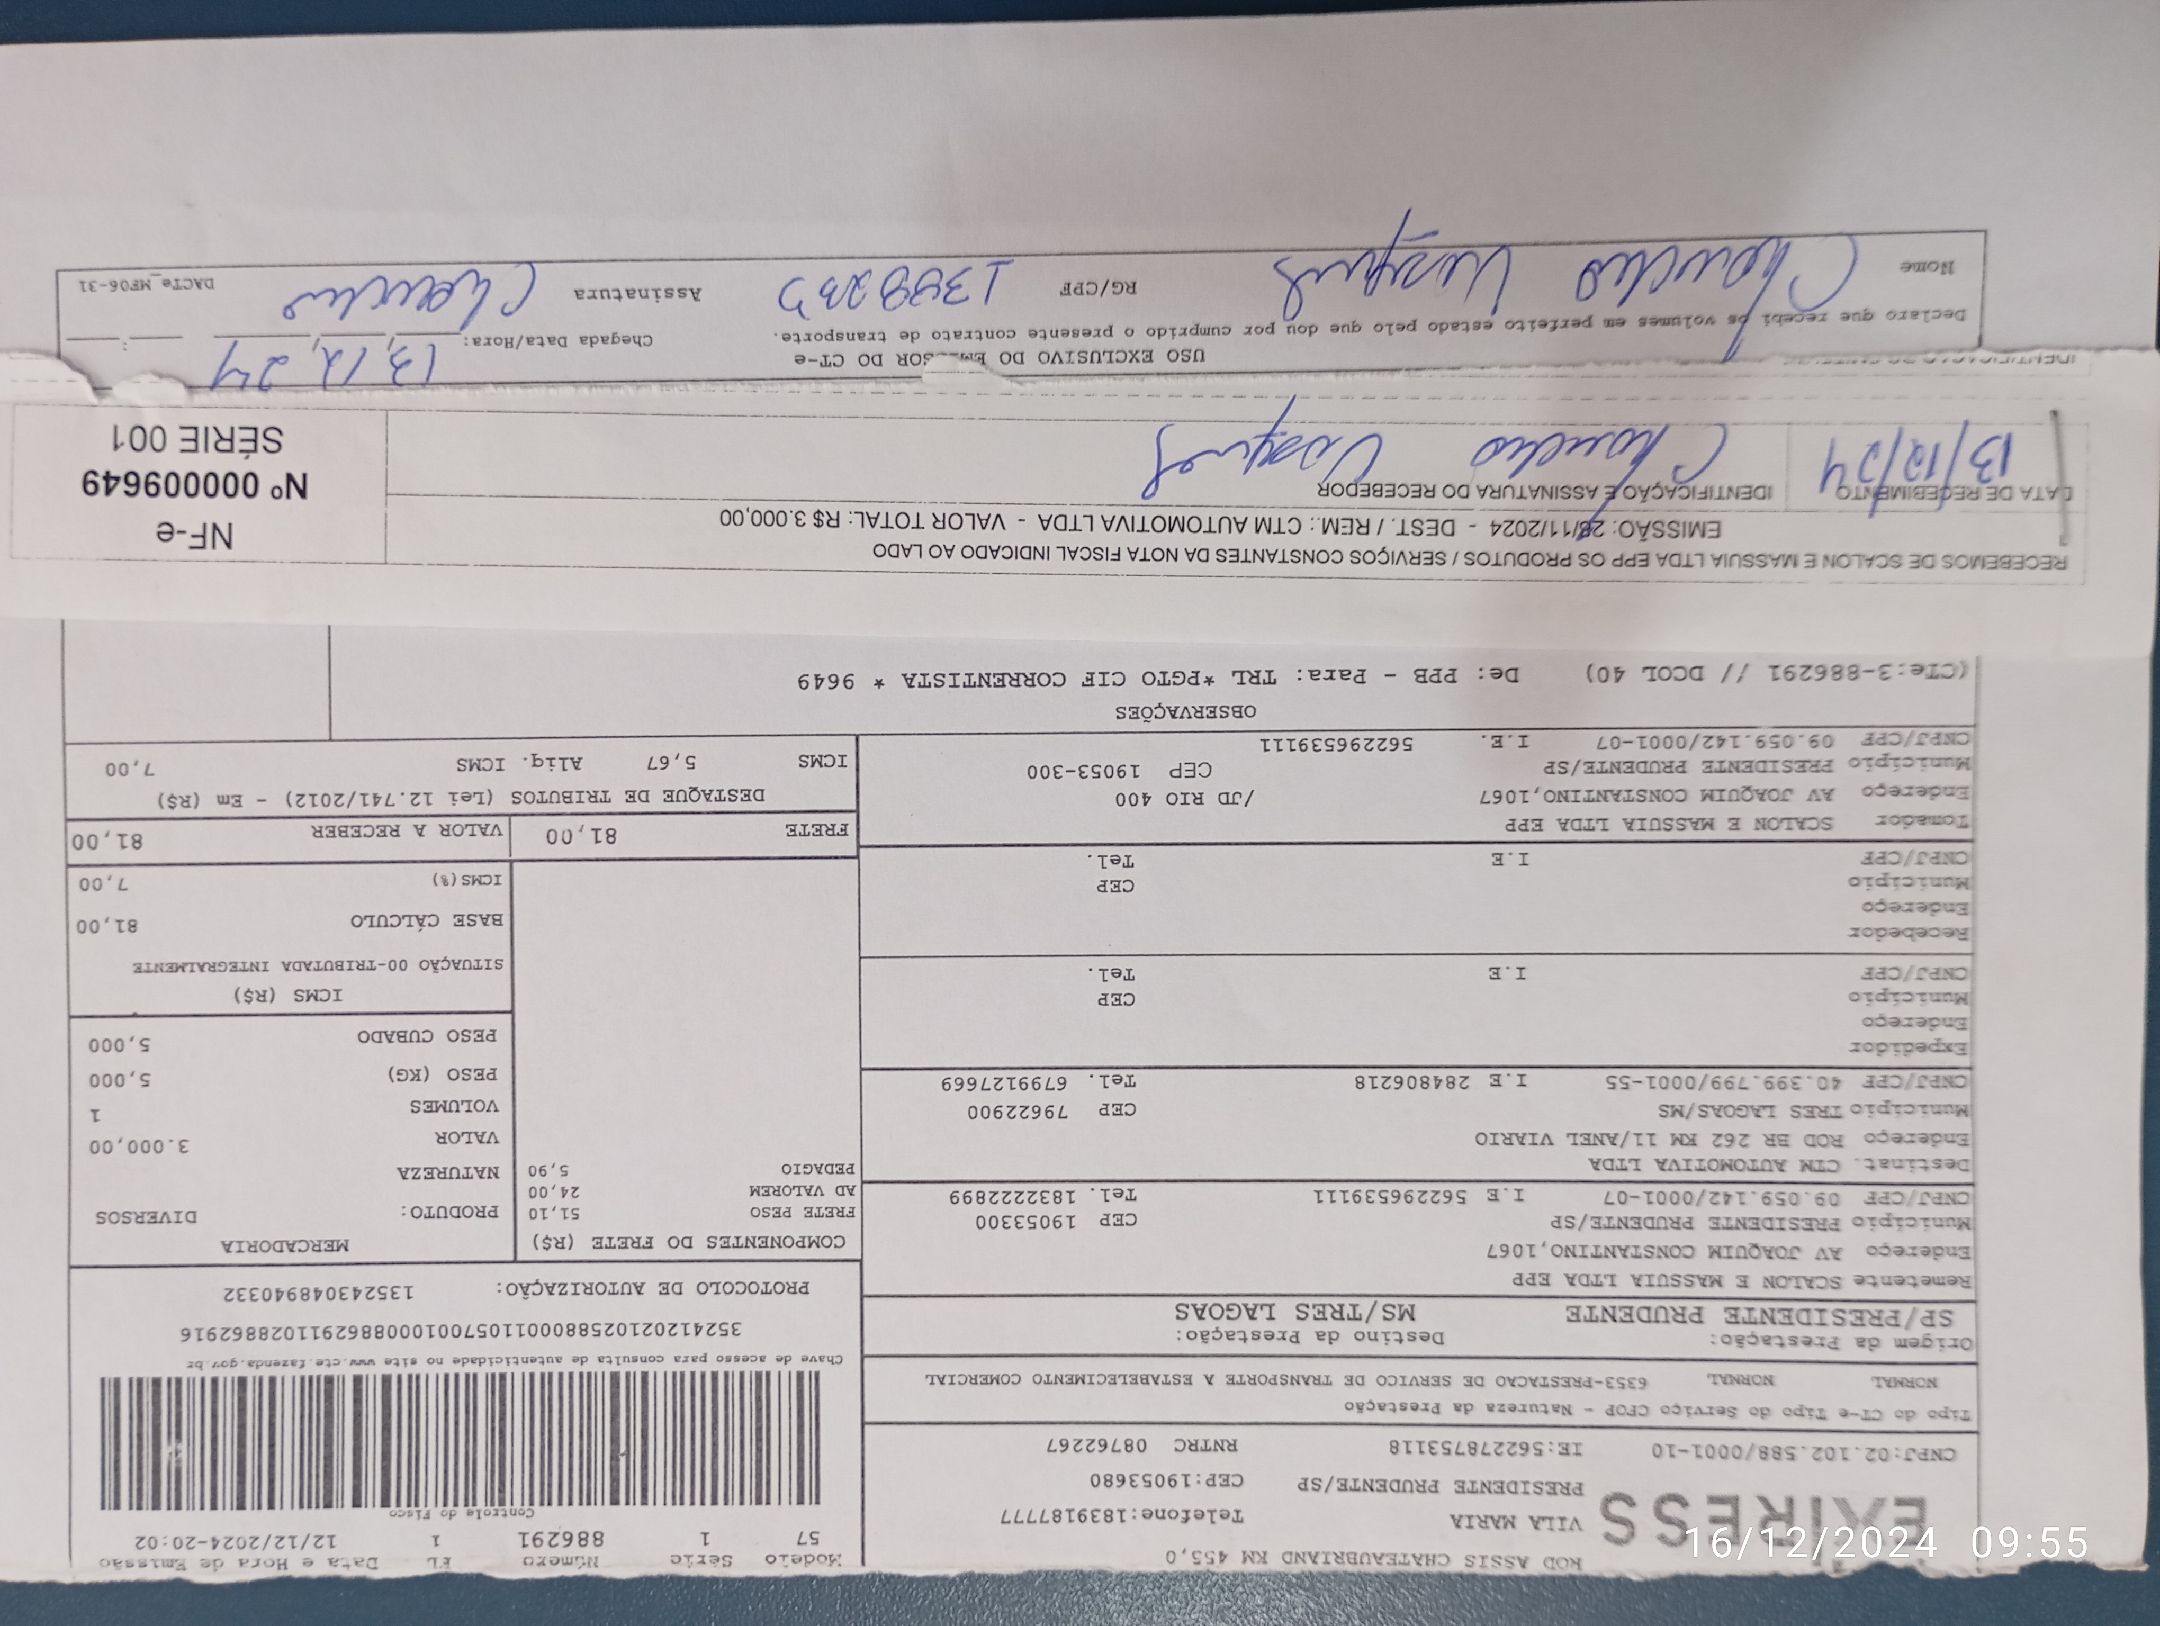 ROD ASSIS CHATEAUBRIAND KM 455,0
VILA MARIA Telefone:1839187777
PRESIDENTE PRUDENTE/SP CEP:19053680
CNPJ:02.102.588/0001-10 IE:562278753118 RNTRC 08762267
Modelo Série Número FL Data e Hora de Emissão
57 1 886291 1 12/12/2024-20:02
Controle do Fisco
Chave de acesso para consulta de autenticidade no site www.cte.fazenda.gov.br
35241202102588000110570010008862911028862916
PROTOCOLO DE AUTORIZAÇÃO: 135243048940332
Tipo do CT-e Tipo do Serviço CFOP - Natureza da Prestação
NORMAL NORMAL 6353-PRESTACAO DE SERVICO DE TRANSPORTE A ESTABELECIMENTO COMERCIAL
Origem da Prestação: Destino da Prestação:
SP/PRESIDENTE PRUDENTE MS/TRES LAGOAS
Remetente SCALON E MASSUIA LTDA EPP
Endereço AV JOAQUIM CONSTANTINO,1067
Município PRESIDENTE PRUDENTE/SP CEP 19053300
CNPJ/CPF 09.059.142/0001-07 I.E 562296539111 Tel. 1832222899
Destinat. CTM AUTOMOTIVA LTDA
Endereço ROD BR 262 KM 11/ANEL VIARIO
Município TRES LAGOAS/MS CEP 79622900
CNPJ/CPF 40.399.799/0001-55 I.E 284806218 Tel. 6799127669
Expedidor
Endereço
Município CEP
CNPJ/CPF I.E Tel.
Recebedor
Endereço
Município CEP
CNPJ/CPF I.E Tel.
Tomador SCALON E MASSUIA LTDA EPP
Endereço AV JOAQUIM CONSTANTINO,1067 /JD RIO 400
Município PRESIDENTE PRUDENTE/SP CEP 19053-300
CNPJ/CPF 09.059.142/0001-07 I.E. 562296539111
COMPONENTES DO FRETE (R$)
FRETE PESO 51,10
AD VALOREM 24,00
PEDAGIO 5,90
MERCADORIA
PRODUTO: DIVERSOS
NATUREZA
VALOR 3.000,00
VOLUMES 1
PESO (KG) 5,000
PESO CUBADO 5,000
ICMS (R$)
SITUAÇÃO 00-TRIBUTADA INTEGRALMENTE
BASE CÁLCULO 81,00
ICMS(%) 7,00
FRETE 81,00 VALOR A RECEBER 81,00
DESTAQUE DE TRIBUTOS (Lei 12.741/2012) - Em (R$)
ICMS 5,67 Aliq. ICMS 7,00
OBSERVAÇÕES
(CTe:3-886291 // DCOL 40) De: PPB - Para: TRL *PGTO CIF CORRENTISTA * 9649
RECEBEMOS DE SCALON E MASSUIA LTDA EPP OS PRODUTOS / SERVIÇOS CONSTANTES DA NOTA FISCAL INDICADO AO LADO
EMISSÃO: 28/11/2024 - DEST. / REM.: CTM AUTOMOTIVA LTDA - VALOR TOTAL: R$ 3.000,00
DATA DE RECEBIMENTO IDENTIFICAÇÃO E ASSINATURA DO RECEBEDOR
13/12/24
NF-e
Nº 000009649
SÉRIE 001
USO EXCLUSIVO DO EMISSOR DO CT-e
Declaro que recebi os volumes em perfeito estado pelo que dou por cumprido o presente contrato de transporte.
Chegada Data/Hora: 13/12/24
Nome RG/CPF Assinatura
DACTe_MF06-31
16/12/2024 09:55